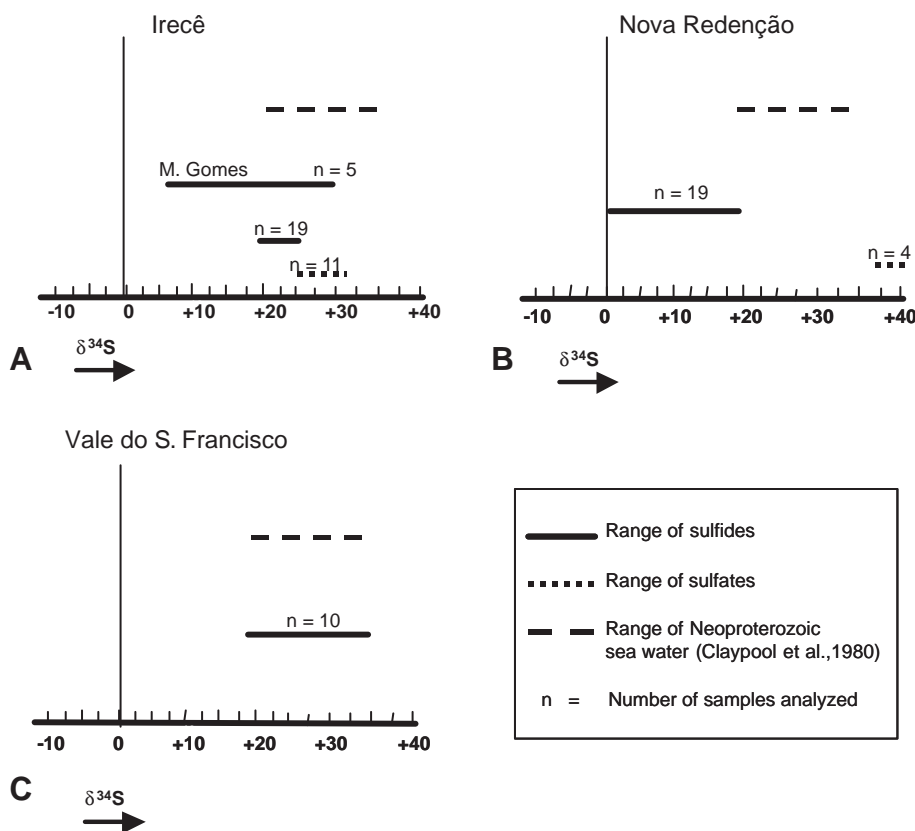 Irecê
M. Gomes n = 5
n = 19
n = 11
-10 0 +10 +20 +30 +40
A
δ³⁴S
Nova Redenção
n = 19
n = 4
-10 0 +10 +20 +30 +40
B
δ³⁴S
Vale do S. Francisco
n = 10
-10 0 +10 +20 +30 +40
C
δ³⁴S
Range of sulfides
Range of sulfates
Range of Neoproterozoic
sea water (Claypool et al.,1980)
n = Number of samples analyzed